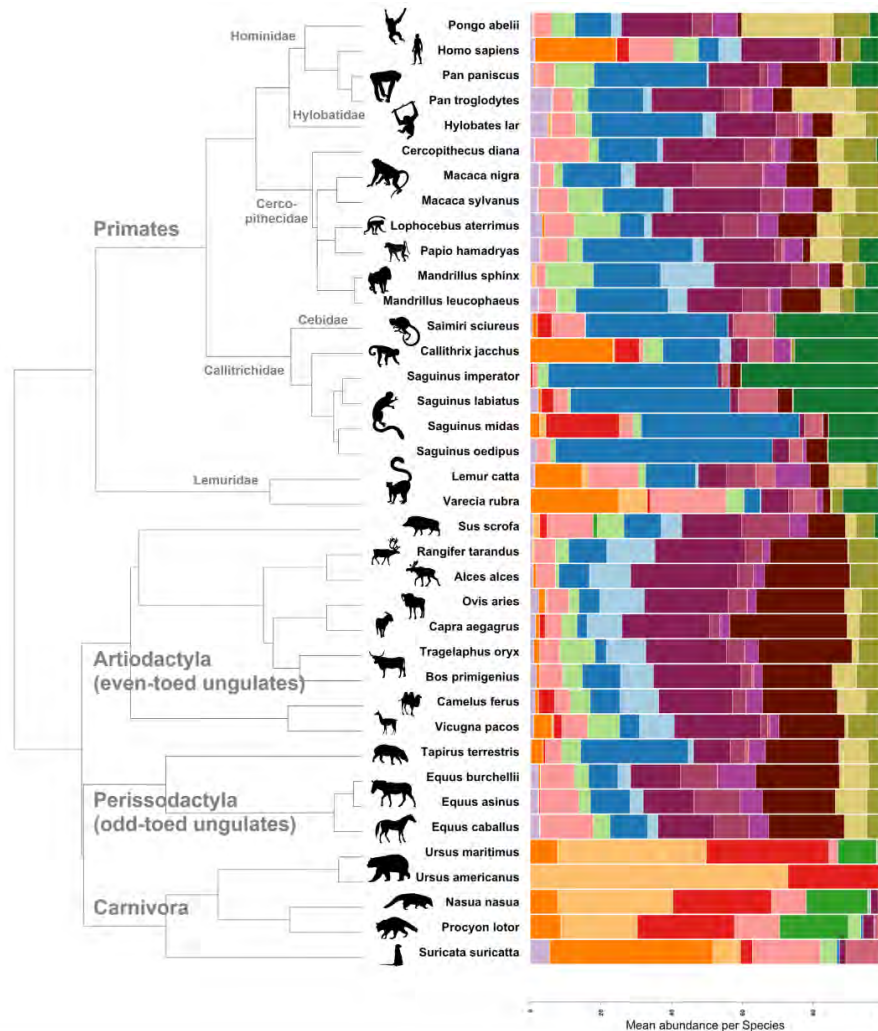 Hominidae
Pongo abelii
Homo sapiens
Pan paniscus
Pan troglodytes
Hylobatidae
Hylobates lar
Cercopithecus diana
Macaca nigra
Cerco-
pithecidae
Macaca sylvanus
Primates
Lophocebus aterrimus
Papio hamadryas
Mandrillus sphinx
Mandrillus leucophaeus
Cebidae
Saimiri sciureus
Callithrix jacchus
Callitrichidae
Saguinus imperator
Saguinus labiatus
Saguinus midas
Saguinus oedipus
Lemuridae
Lemur catta
Varecia rubra
Sus scrofa
Rangifer tarandus
Alces alces
Ovis aries
Capra aegagrus
Artiodactyla
(even-toed ungulates)
Tragelaphus oryx
Bos primigenius
Camelus ferus
Vicugna pacos
Tapirus terrestris
Equus burchellii
Perissodactyla
(odd-toed ungulates)
Equus asinus
Equus caballus
Ursus maritimus
Ursus americanus
Carnivora
Nasua nasua
Procyon lotor
Suricata suricatta
0 20 40 60 80
Mean abundance per Species